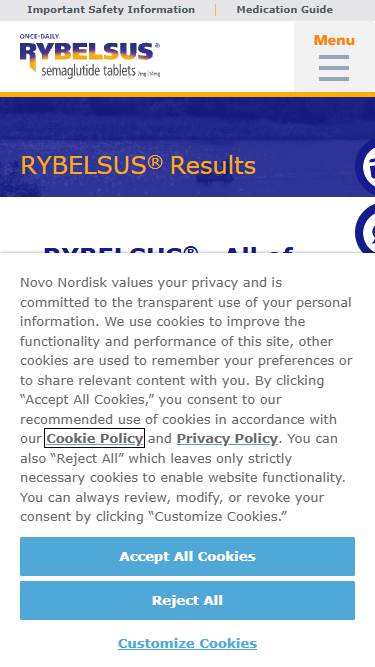 Important Safety Information
Medication Guide
ONCE-DAILY
RYBELSUS®
semaglutide tablets 7mg | 14mg
Menu
RYBELSUS® Results
Novo Nordisk values your privacy and is
committed to the transparent use of your personal
information. We use cookies to improve the
functionality and performance of this site, other
cookies are used to remember your preferences or
to share relevant content with you. By clicking
“Accept All Cookies,” you consent to our
recommended use of cookies in accordance with
our Cookie Policy and Privacy Policy. You can
also “Reject All” which leaves only strictly
necessary cookies to enable website functionality.
You can always review, modify, or revoke your
consent by clicking “Customize Cookies.”
Accept All Cookies
Reject All
Customize Cookies